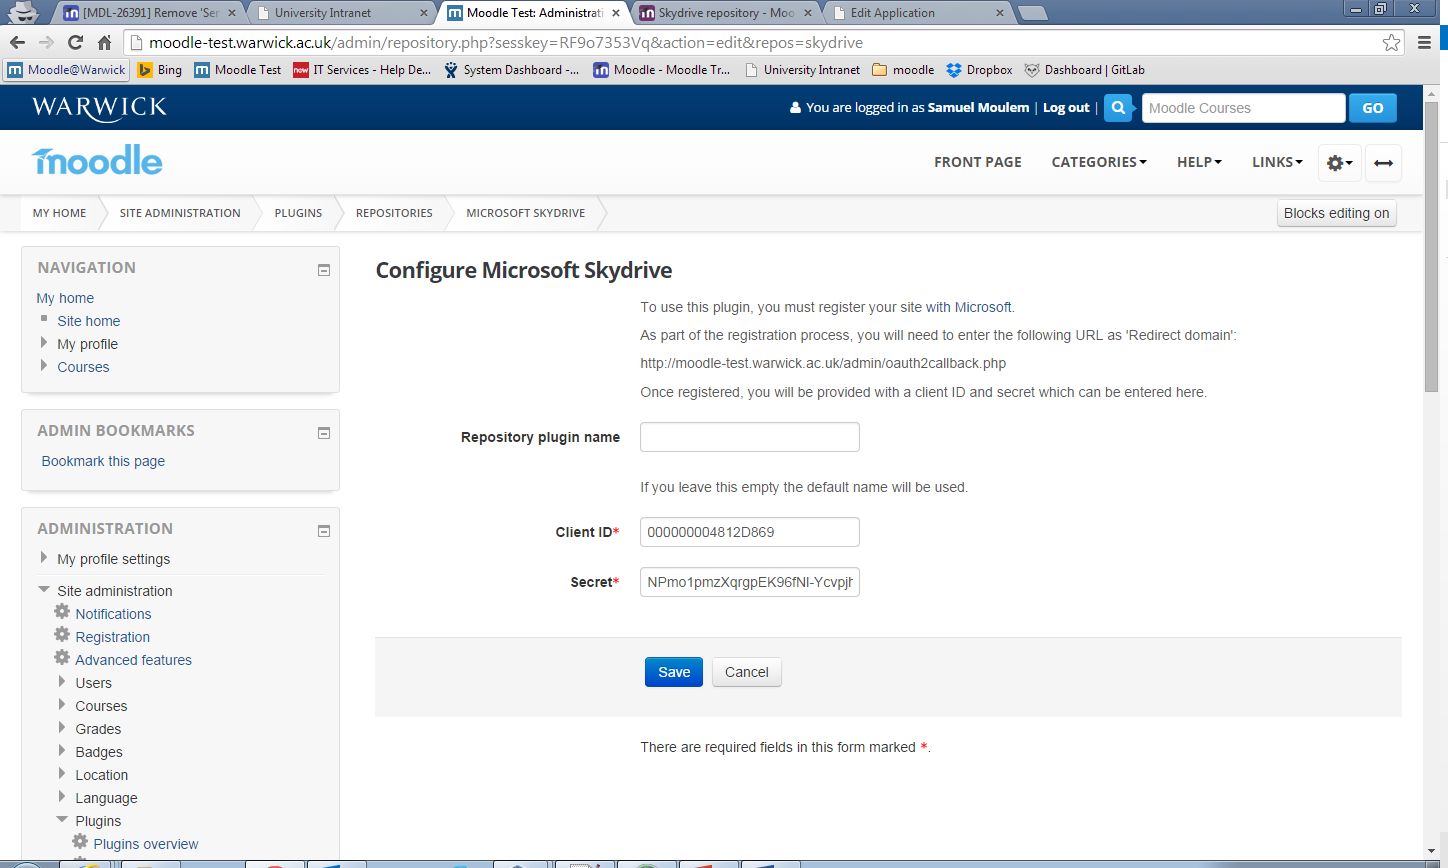 [MDL-26391] Remove 'Ser
University Intranet
Moodle Test: Administrati
Skydrive repository - Moo
Edit Application
moodle-test.warwick.ac.uk/admin/repository.php?sesskey=RF9o7353Vq&action=edit&repos=skydrive
Moodle@Warwick
Bing
Moodle Test
now IT Services - Help De...
System Dashboard -...
Moodle - Moodle Tr...
University Intranet
moodle
Dropbox
Dashboard | GitLab
WARWICK
You are logged in as Samuel Moulem | Log out |
Moodle Courses
GO
moodle
FRONT PAGE
CATEGORIES
HELP
LINKS
MY HOME
SITE ADMINISTRATION
PLUGINS
REPOSITORIES
MICROSOFT SKYDRIVE
Blocks editing on
NAVIGATION
My home
Site home
My profile
Courses
ADMIN BOOKMARKS
Bookmark this page
ADMINISTRATION
My profile settings
Site administration
Notifications
Registration
Advanced features
Users
Courses
Grades
Badges
Location
Language
Plugins
Plugins overview
Configure Microsoft Skydrive
To use this plugin, you must register your site with Microsoft.
As part of the registration process, you will need to enter the following URL as 'Redirect domain':
http://moodle-test.warwick.ac.uk/admin/oauth2callback.php
Once registered, you will be provided with a client ID and secret which can be entered here.
Repository plugin name
If you leave this empty the default name will be used.
Client ID*
000000004812D869
Secret*
Save
Cancel
There are required fields in this form marked *.